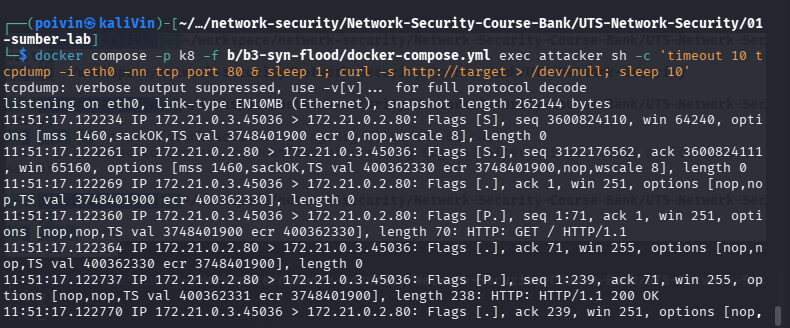 ┌──(poivin㉿kaliVin)-[~/…/network-security/Network-Security-Course-Bank/UTS-Network-Security/01
-sumber-lab]
└─$ docker compose -p k8 -f b/b3-syn-flood/docker-compose.yml exec attacker sh -c 'timeout 10 t
cpdump -i eth0 -nn tcp port 80 & sleep 1; curl -s http://target > /dev/null; sleep 10'
tcpdump: verbose output suppressed, use -v[v]... for full protocol decode
listening on eth0, link-type EN10MB (Ethernet), snapshot length 262144 bytes
11:51:17.122234 IP 172.21.0.3.45036 > 172.21.0.2.80: Flags [S], seq 3600824110, win 64240, opti
ons [mss 1460,sackOK,TS val 3748401900 ecr 0,nop,wscale 8], length 0
11:51:17.122261 IP 172.21.0.2.80 > 172.21.0.3.45036: Flags [S.], seq 3122176562, ack 3600824111
, win 65160, options [mss 1460,sackOK,TS val 400362330 ecr 3748401900,nop,wscale 8], length 0
11:51:17.122269 IP 172.21.0.3.45036 > 172.21.0.2.80: Flags [.], ack 1, win 251, options [nop,no
p,TS val 3748401900 ecr 400362330], length 0
11:51:17.122360 IP 172.21.0.3.45036 > 172.21.0.2.80: Flags [P.], seq 1:71, ack 1, win 251, opti
ons [nop,nop,TS val 3748401900 ecr 400362330], length 70: HTTP: GET / HTTP/1.1
11:51:17.122364 IP 172.21.0.2.80 > 172.21.0.3.45036: Flags [.], ack 71, win 255, options [nop,n
op,TS val 400362330 ecr 3748401900], length 0
11:51:17.122737 IP 172.21.0.2.80 > 172.21.0.3.45036: Flags [P.], seq 1:239, ack 71, win 255, op
tions [nop,nop,TS val 400362331 ecr 3748401900], length 238: HTTP: HTTP/1.1 200 OK
11:51:17.122770 IP 172.21.0.3.45036 > 172.21.0.2.80: Flags [.], ack 239, win 251, options [nop,